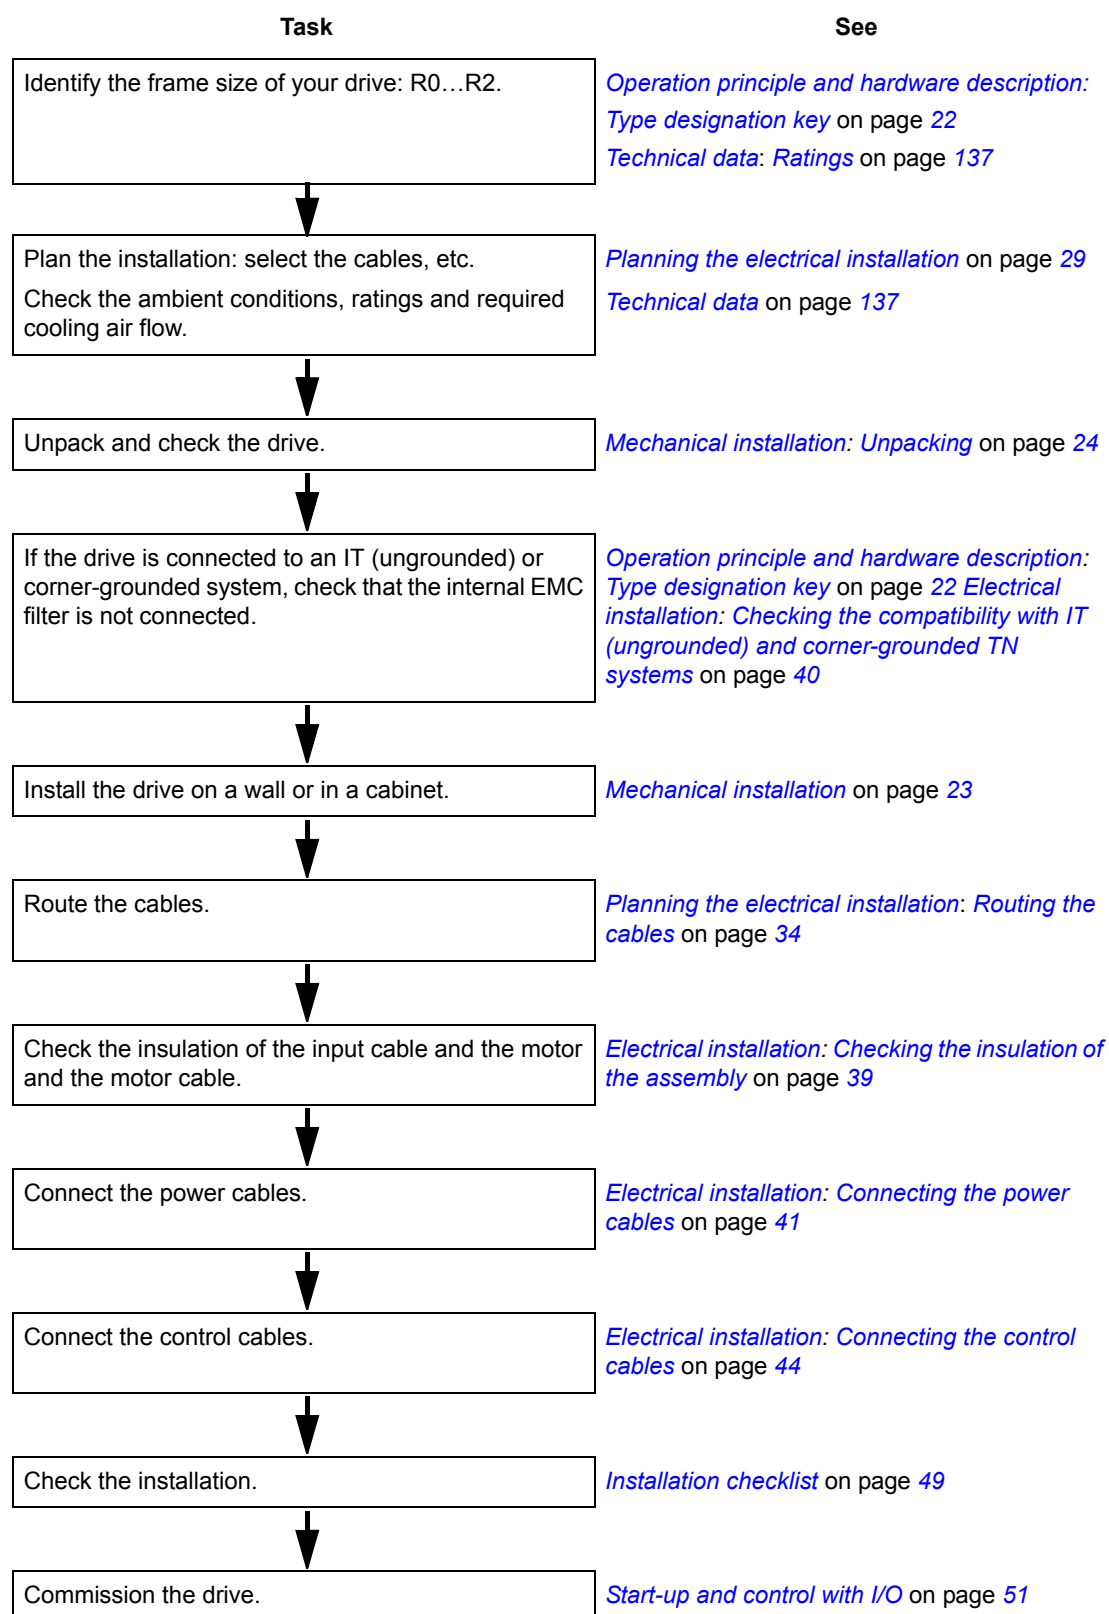 Task
See
Identify the frame size of your drive: R0…R2.
Operation principle and hardware description:
Type designation key on page 22
Technical data: Ratings on page 137
Plan the installation: select the cables, etc.
Check the ambient conditions, ratings and required
cooling air flow.
Planning the electrical installation on page 29
Technical data on page 137
Unpack and check the drive.
Mechanical installation: Unpacking on page 24
If the drive is connected to an IT (ungrounded) or
corner-grounded system, check that the internal EMC
filter is not connected.
Operation principle and hardware description:
Type designation key on page 22 Electrical
installation: Checking the compatibility with IT
(ungrounded) and corner-grounded TN
systems on page 40
Install the drive on a wall or in a cabinet.
Mechanical installation on page 23
Route the cables.
Planning the electrical installation: Routing the
cables on page 34
Check the insulation of the input cable and the motor
and the motor cable.
Electrical installation: Checking the insulation of
the assembly on page 39
Connect the power cables.
Electrical installation: Connecting the power
cables on page 41
Connect the control cables.
Electrical installation: Connecting the control
cables on page 44
Check the installation.
Installation checklist on page 49
Commission the drive.
Start-up and control with I/O on page 51